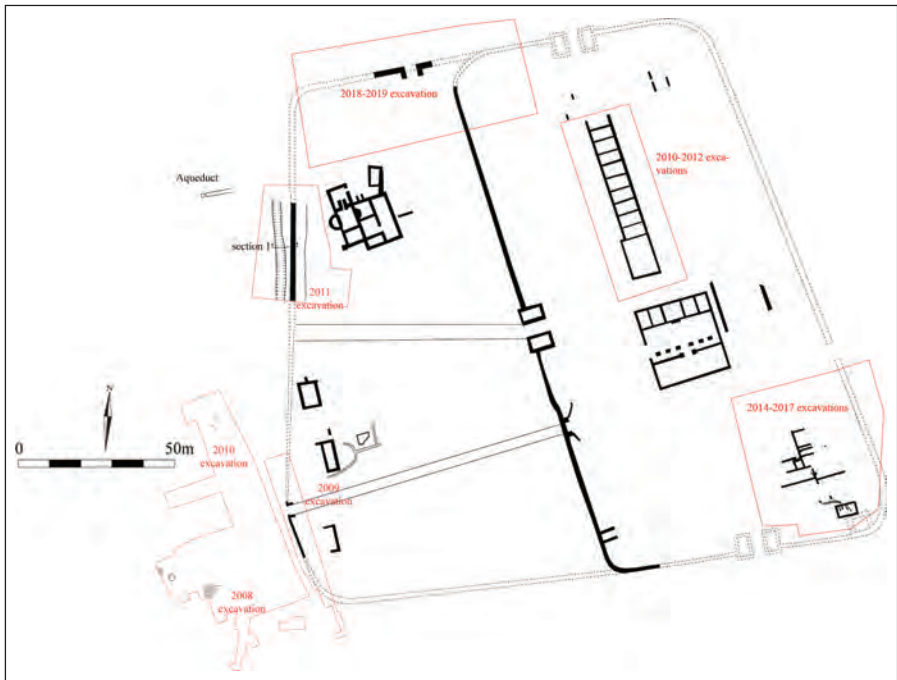 2018-2019 excavation
2010-2012 exca-
vations
Aqueduct
section 1
2011
excavation
N
0
50m
2014-2017 excavations
2010
excavation
2009
excavation
2008
excavation